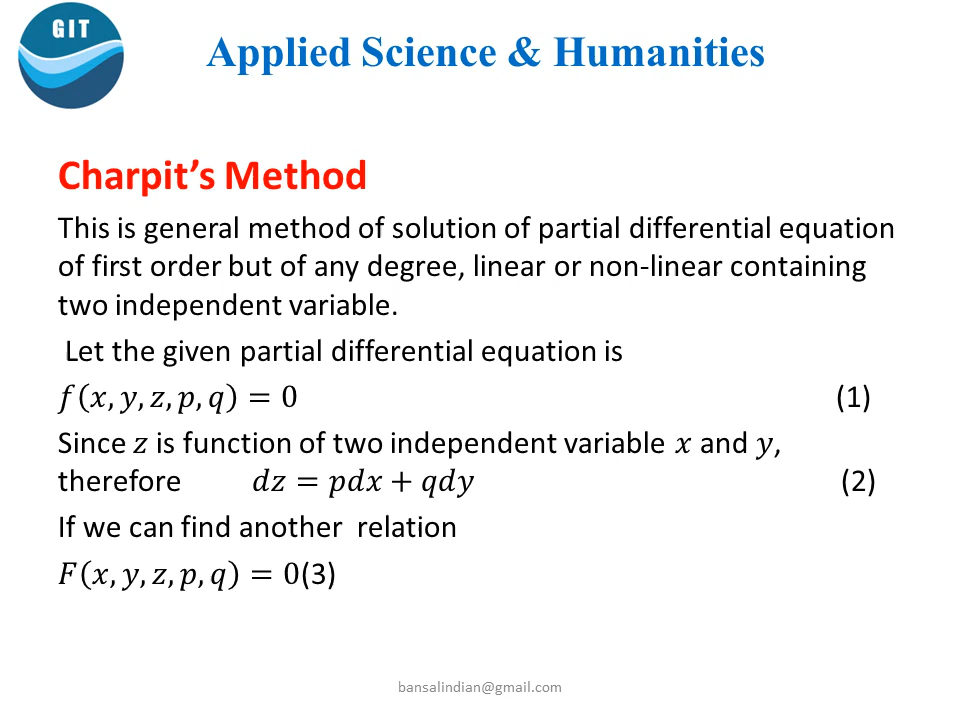 GIT
Applied Science & Humanities
Charpit’s Method
This is general method of solution of partial differential equation
of first order but of any degree, linear or non-linear containing
two independent variable.
Let the given partial differential equation is
𝑓(𝑥, 𝑦, 𝑧, 𝑝, 𝑞) = 0 (1)
Since 𝑧 is function of two independent variable 𝑥 and 𝑦,
therefore 𝑑𝑧 = 𝑝𝑑𝑥 + 𝑞𝑑𝑦 (2)
If we can find another relation
𝐹(𝑥, 𝑦, 𝑧, 𝑝, 𝑞) = 0(3)
bansalindian@gmail.com